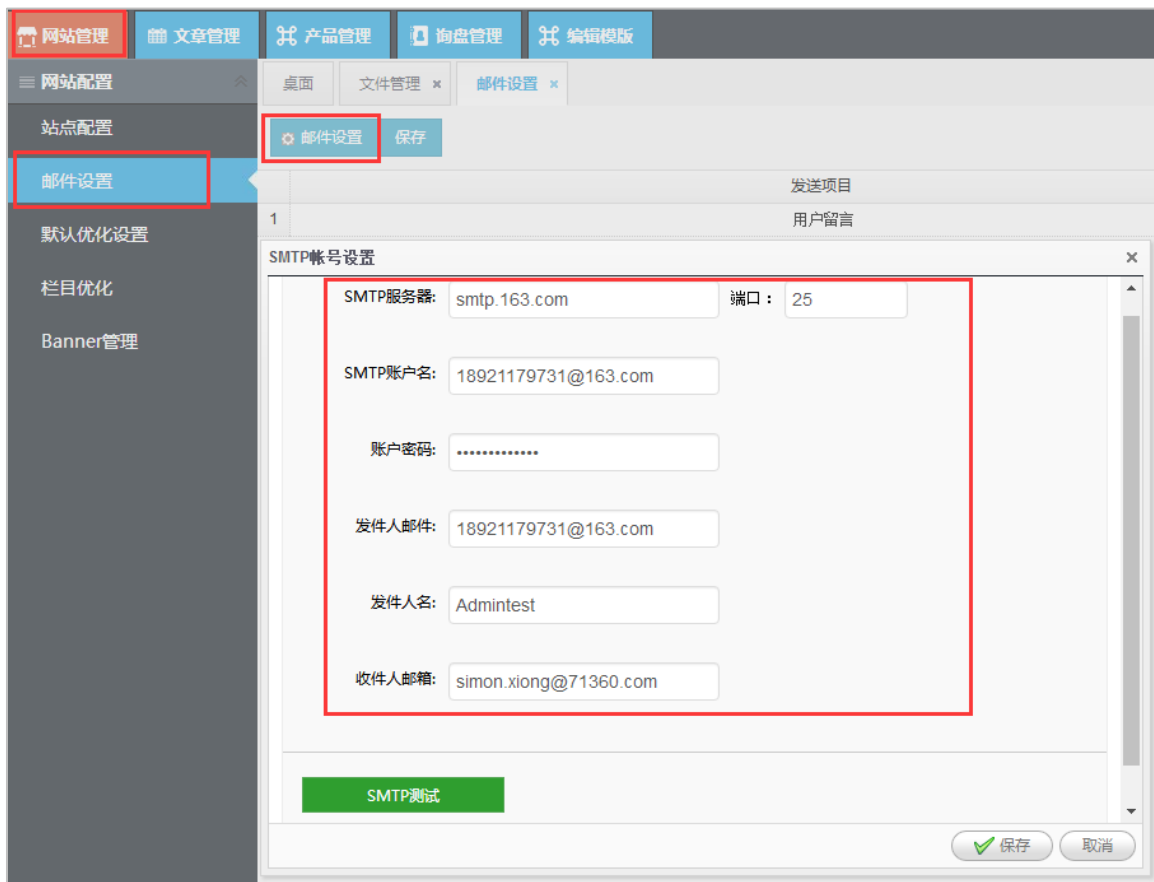 网站管理 文章管理 产品管理 询盘管理 编辑模版
网站配置 桌面 文件管理 × 邮件设置 ×
站点配置 邮件设置 保存
邮件设置 发送项目
1 用户留言
默认优化设置
栏目优化
Banner管理
SMTP帐号设置 ×
SMTP服务器: smtp.163.com 端口： 25
SMTP账户名: 18921179731@163.com
账户密码: •••••••••••••
发件人邮件: 18921179731@163.com
发件人名: Admintest
收件人邮箱: simon.xiong@71360.com
SMTP测试
保存 取消